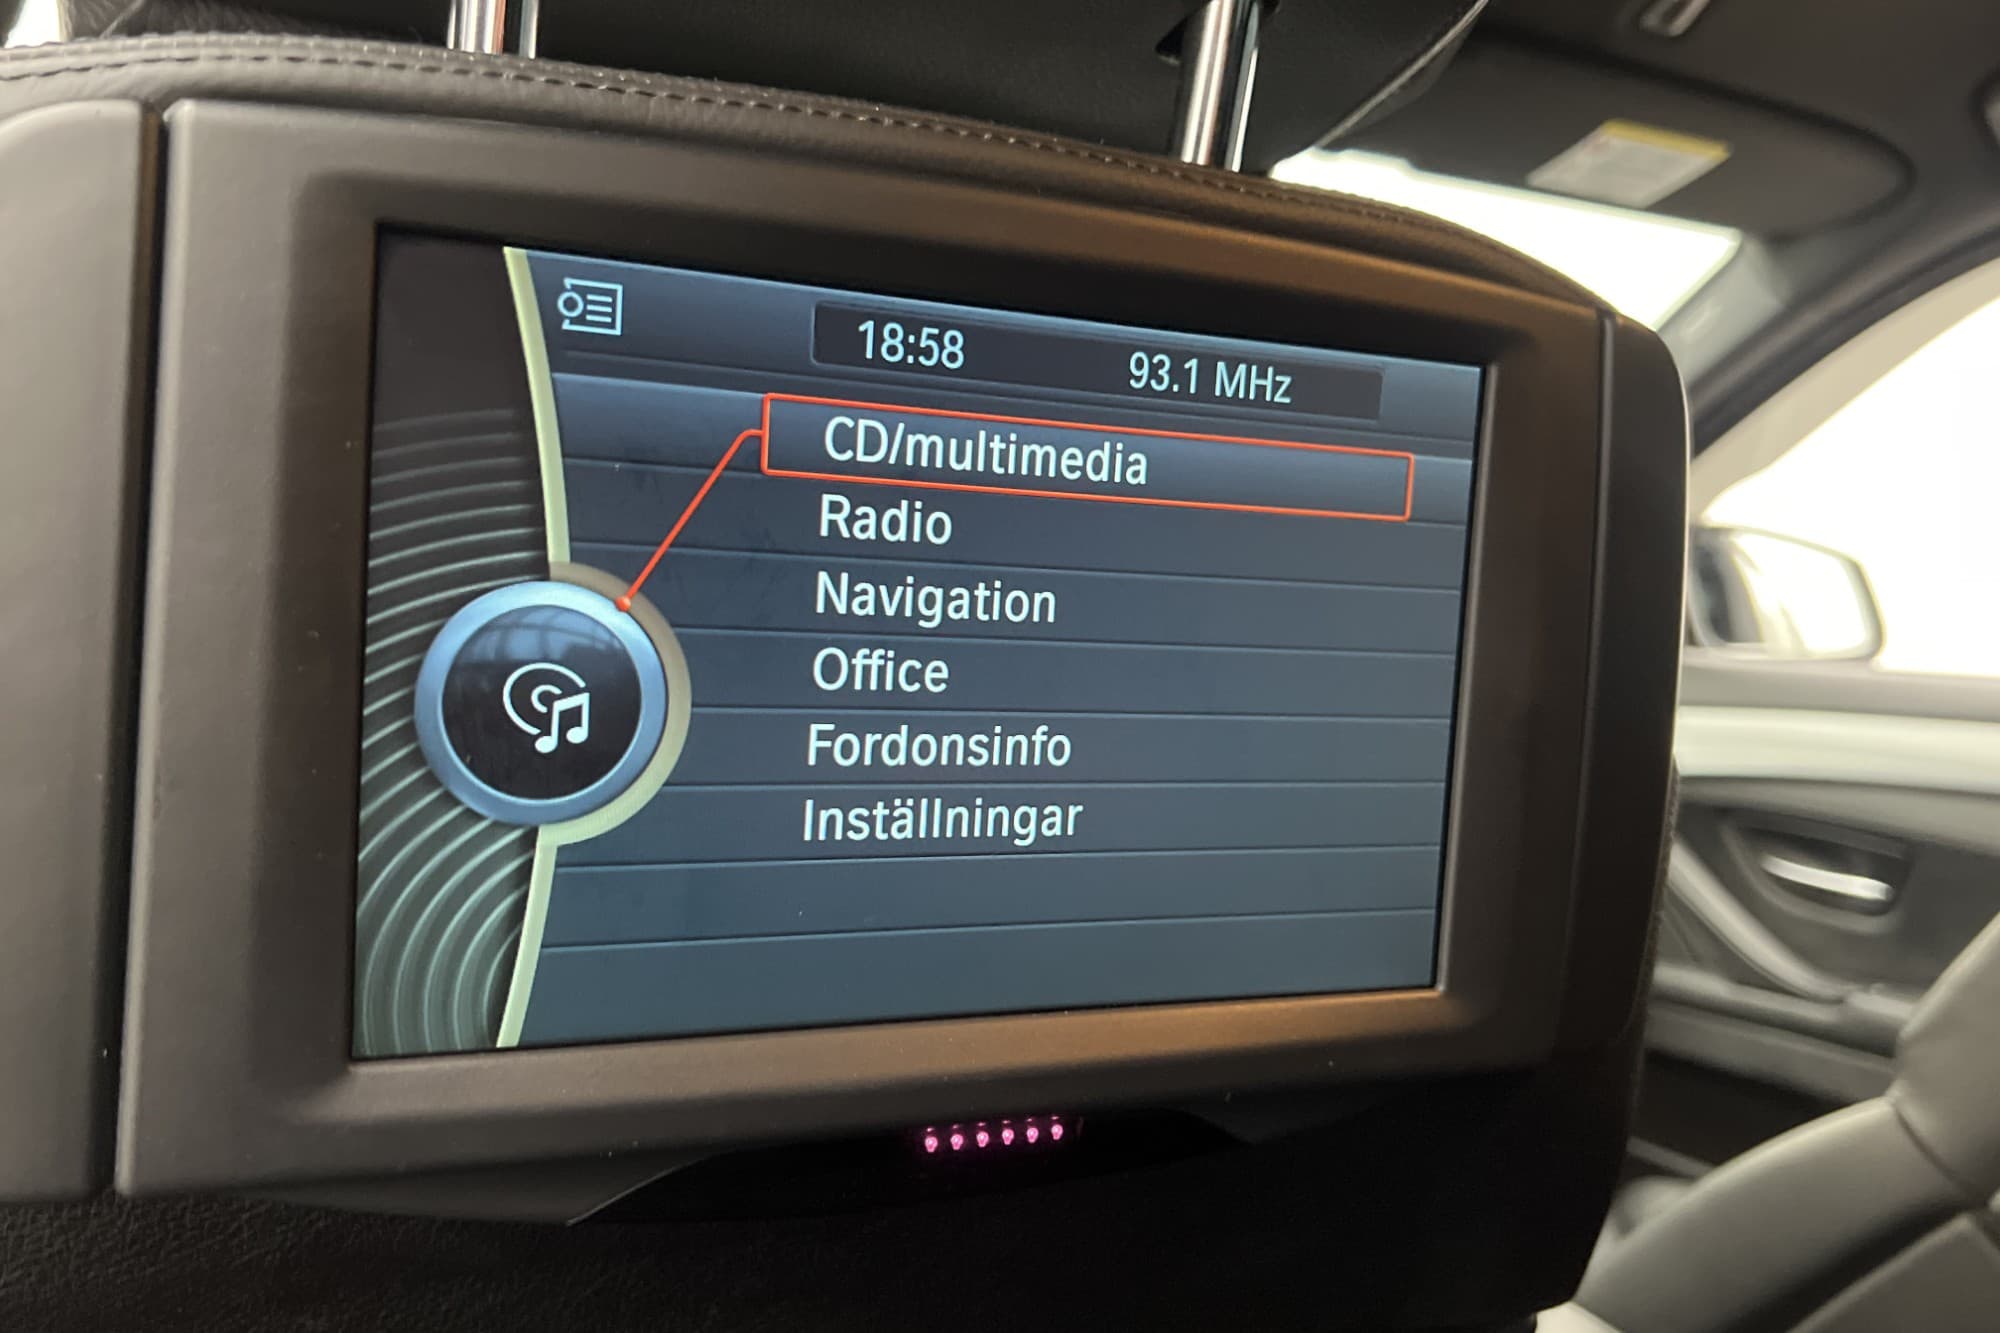 18:58 93.1 MHz
CD/multimedia
Radio
Navigation
Office
Fordonsinfo
Inställningar